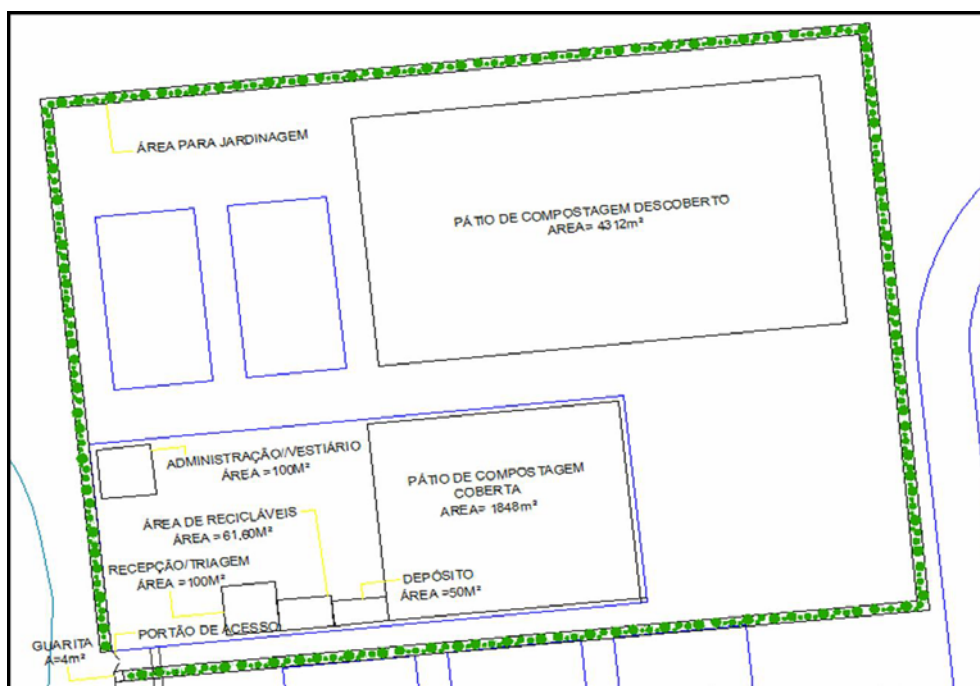 ÁREA PARA JARDINAGEM
PÁTIO DE COMPOSTAGEM DESCOBERTO
AREA= 4312m²
ADMINISTRAÇÃO//VESTIÁRIO
ÁREA =100M²
PÁTIO DE COMPOSTAGEM
COBERTA
AREA= 1848m²
ÁREA DE RECICLÁVEIS
ÁREA =61,60M²
RECEPÇÃO/TRIAGEM
ÁREA =100M²
DEPÓSITO
ÁREA =50M²
PORTÃO DE ACESSO
GUARITA
A=4m²